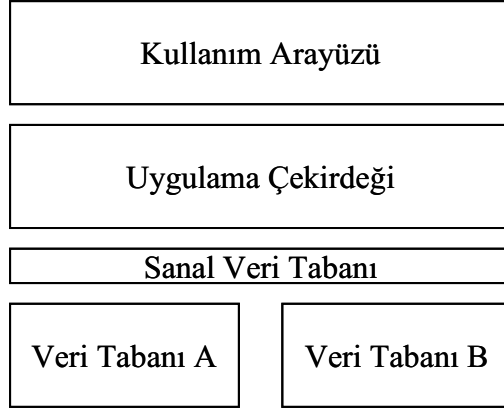 Kullanım Arayüzü
Uygulama Çekirdeği
Sanal Veri Tabanı
Veri Tabanı A
Veri Tabanı B